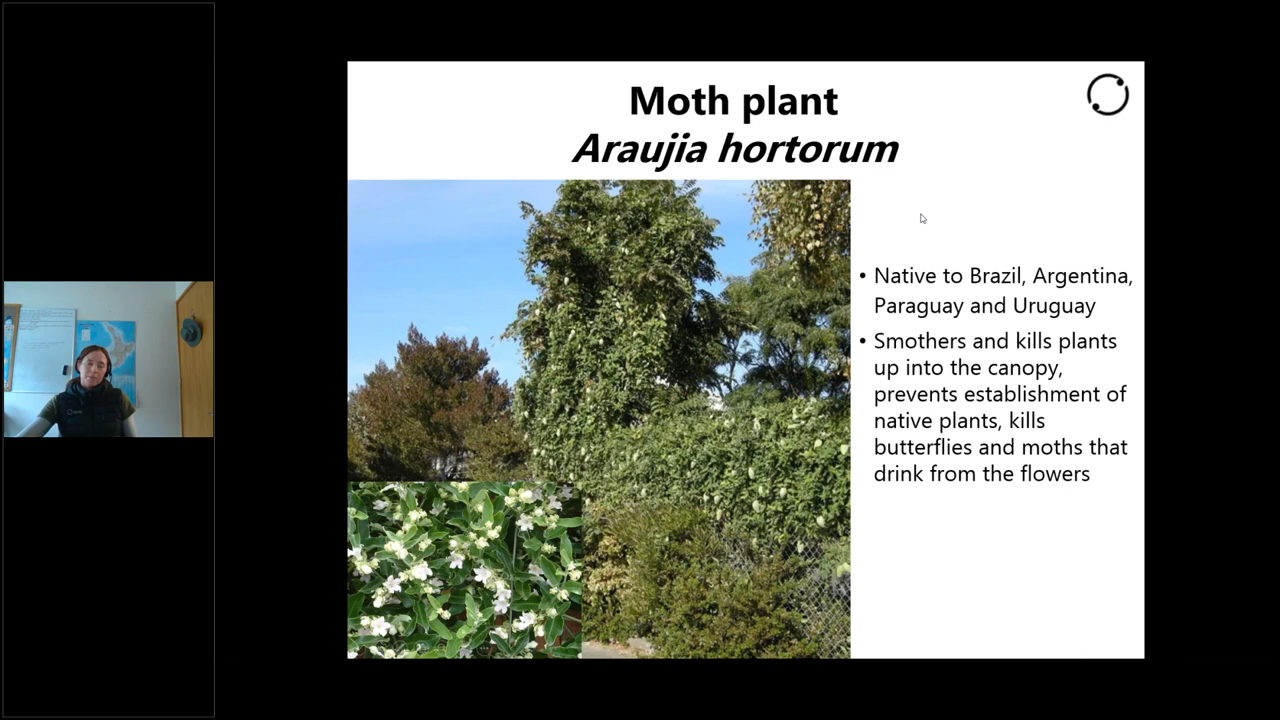 Moth plant
Araujia hortorum
• Native to Brazil, Argentina,
Paraguay and Uruguay
• Smothers and kills plants
up into the canopy,
prevents establishment of
native plants, kills
butterflies and moths that
drink from the flowers